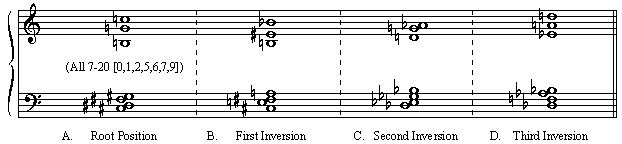 (All 7-20 [0,1,2,5,6,7,9])
A. Root Position B. First Inversion C. Second Inversion D. Third Inversion